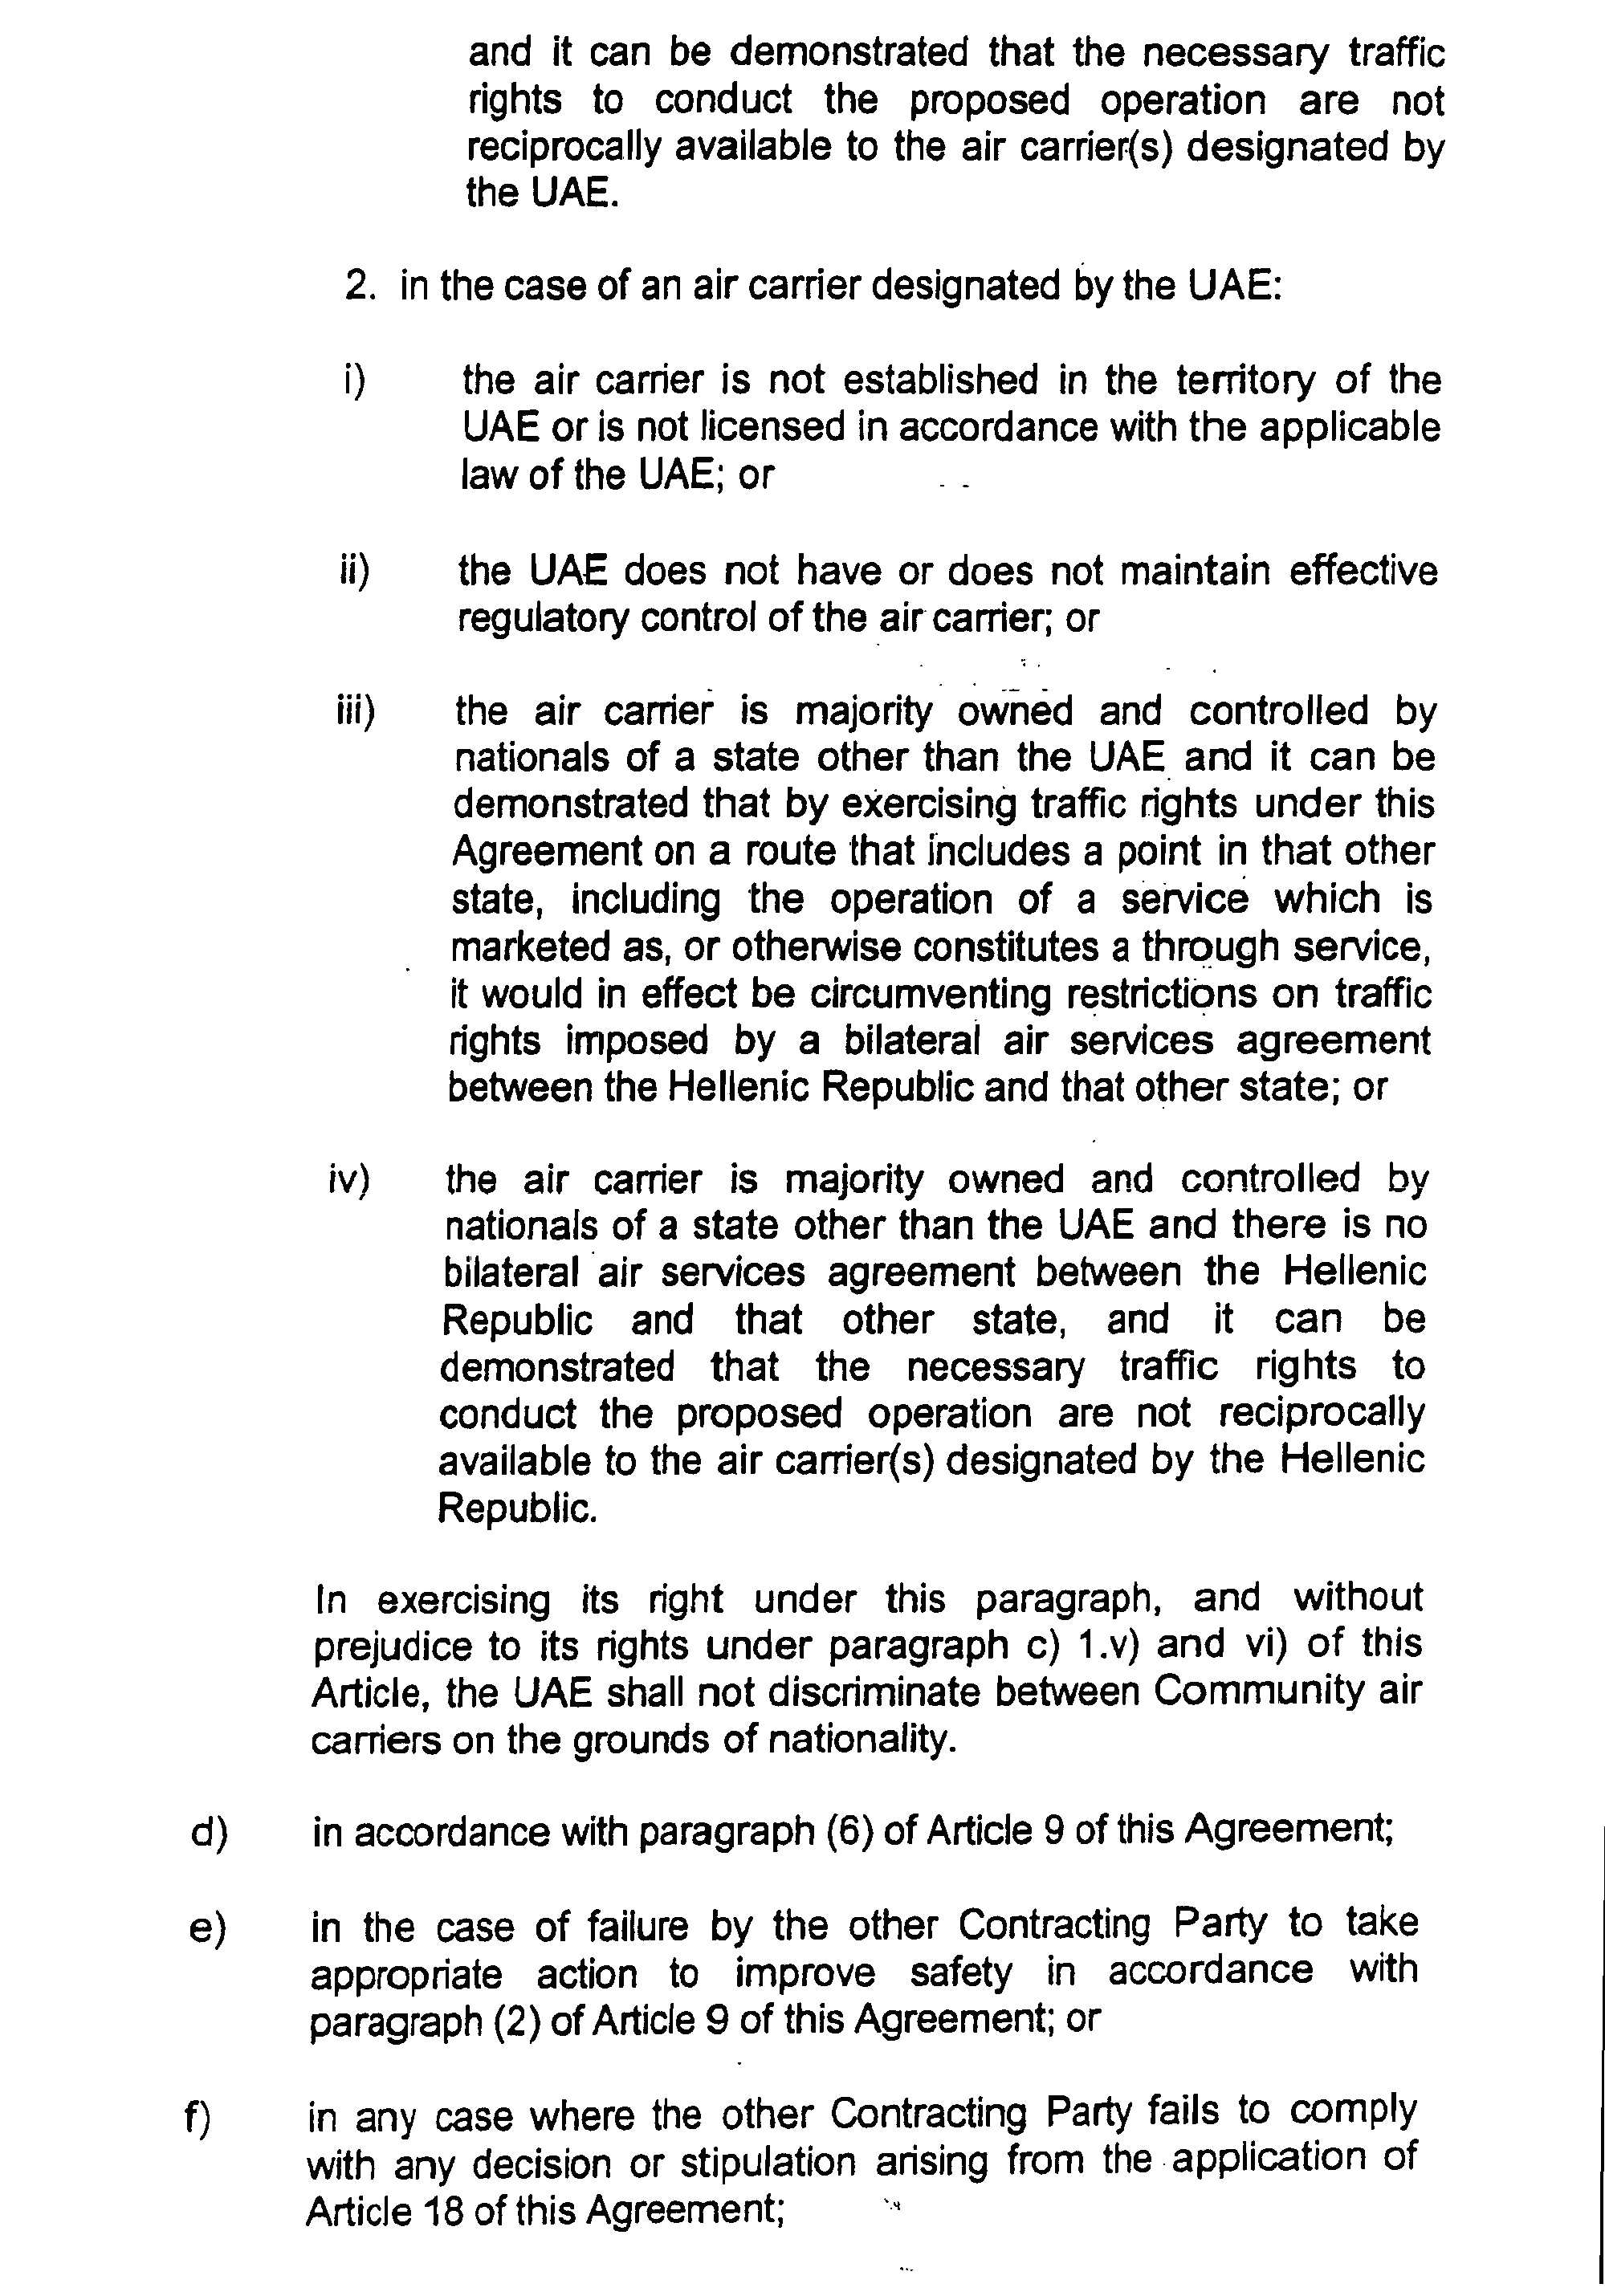 and it can be demonstrated that the necessary traffic
rights to conduct the proposed operation are not
reciprocally available to the air carrier(s) designated by
the UAE.
2. in the case of an air carrier designated by the UAE:
i) the air carrier is not established in the territory of the
UAE or is not licensed in accordance with the applicable
law of the UAE; or
ii) the UAE does not have or does not maintain effective
regulatory control of the air carrier; or
iii) the air carrier is majority owned and controlled by
nationals of a state other than the UAE and it can be
demonstrated that by exercising traffic rights under this
Agreement on a route that includes a point in that other
state, including the operation of a service which is
marketed as, or otherwise constitutes a through service,
it would in effect be circumventing restrictions on traffic
rights imposed by a bilateral air services agreement
between the Hellenic Republic and that other state; or
iv) the air carrier is majority owned and controlled by
nationals of a state other than the UAE and there is no
bilateral air services agreement between the Hellenic
Republic and that other state, and it can be
demonstrated that the necessary traffic rights to
conduct the proposed operation are not reciprocally
available to the air carrier(s) designated by the Hellenic
Republic.
In exercising its right under this paragraph, and without
prejudice to its rights under paragraph c) 1.v) and vi) of this
Article, the UAE shall not discriminate between Community air
carriers on the grounds of nationality.
d) in accordance with paragraph (6) of Article 9 of this Agreement;
e) in the case of failure by the other Contracting Party to take
appropriate action to improve safety in accordance with
paragraph (2) of Article 9 of this Agreement; or
f) in any case where the other Contracting Party fails to comply
with any decision or stipulation arising from the application of
Article 18 of this Agreement;